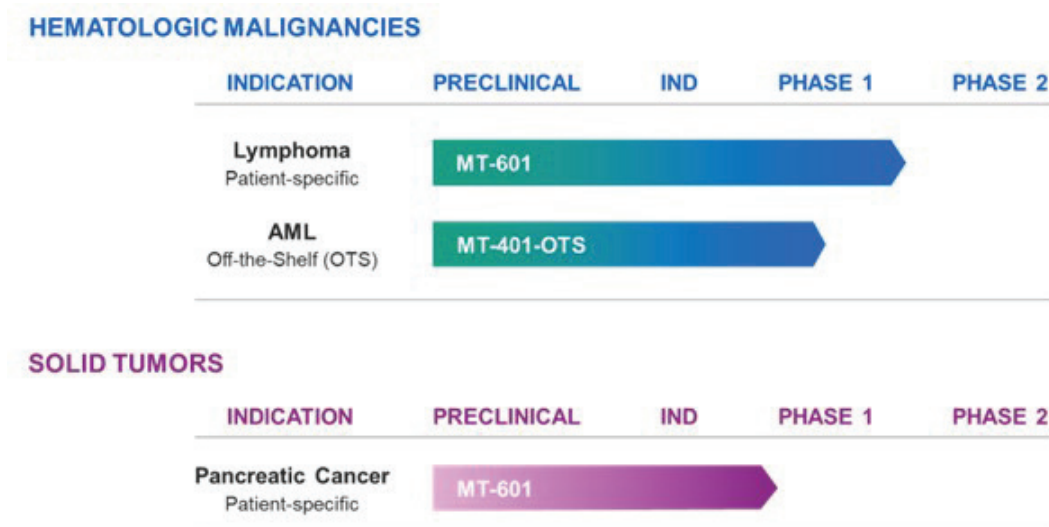 HEMATOLOGIC MALIGNANCIES
INDICATION PRECLINICAL IND PHASE 1 PHASE 2
Lymphoma
Patient-specific
MT-601
AML
Off-the-Shelf (OTS)
MT-401-OTS
SOLID TUMORS
INDICATION PRECLINICAL IND PHASE 1 PHASE 2
Pancreatic Cancer
Patient-specific
MT-601